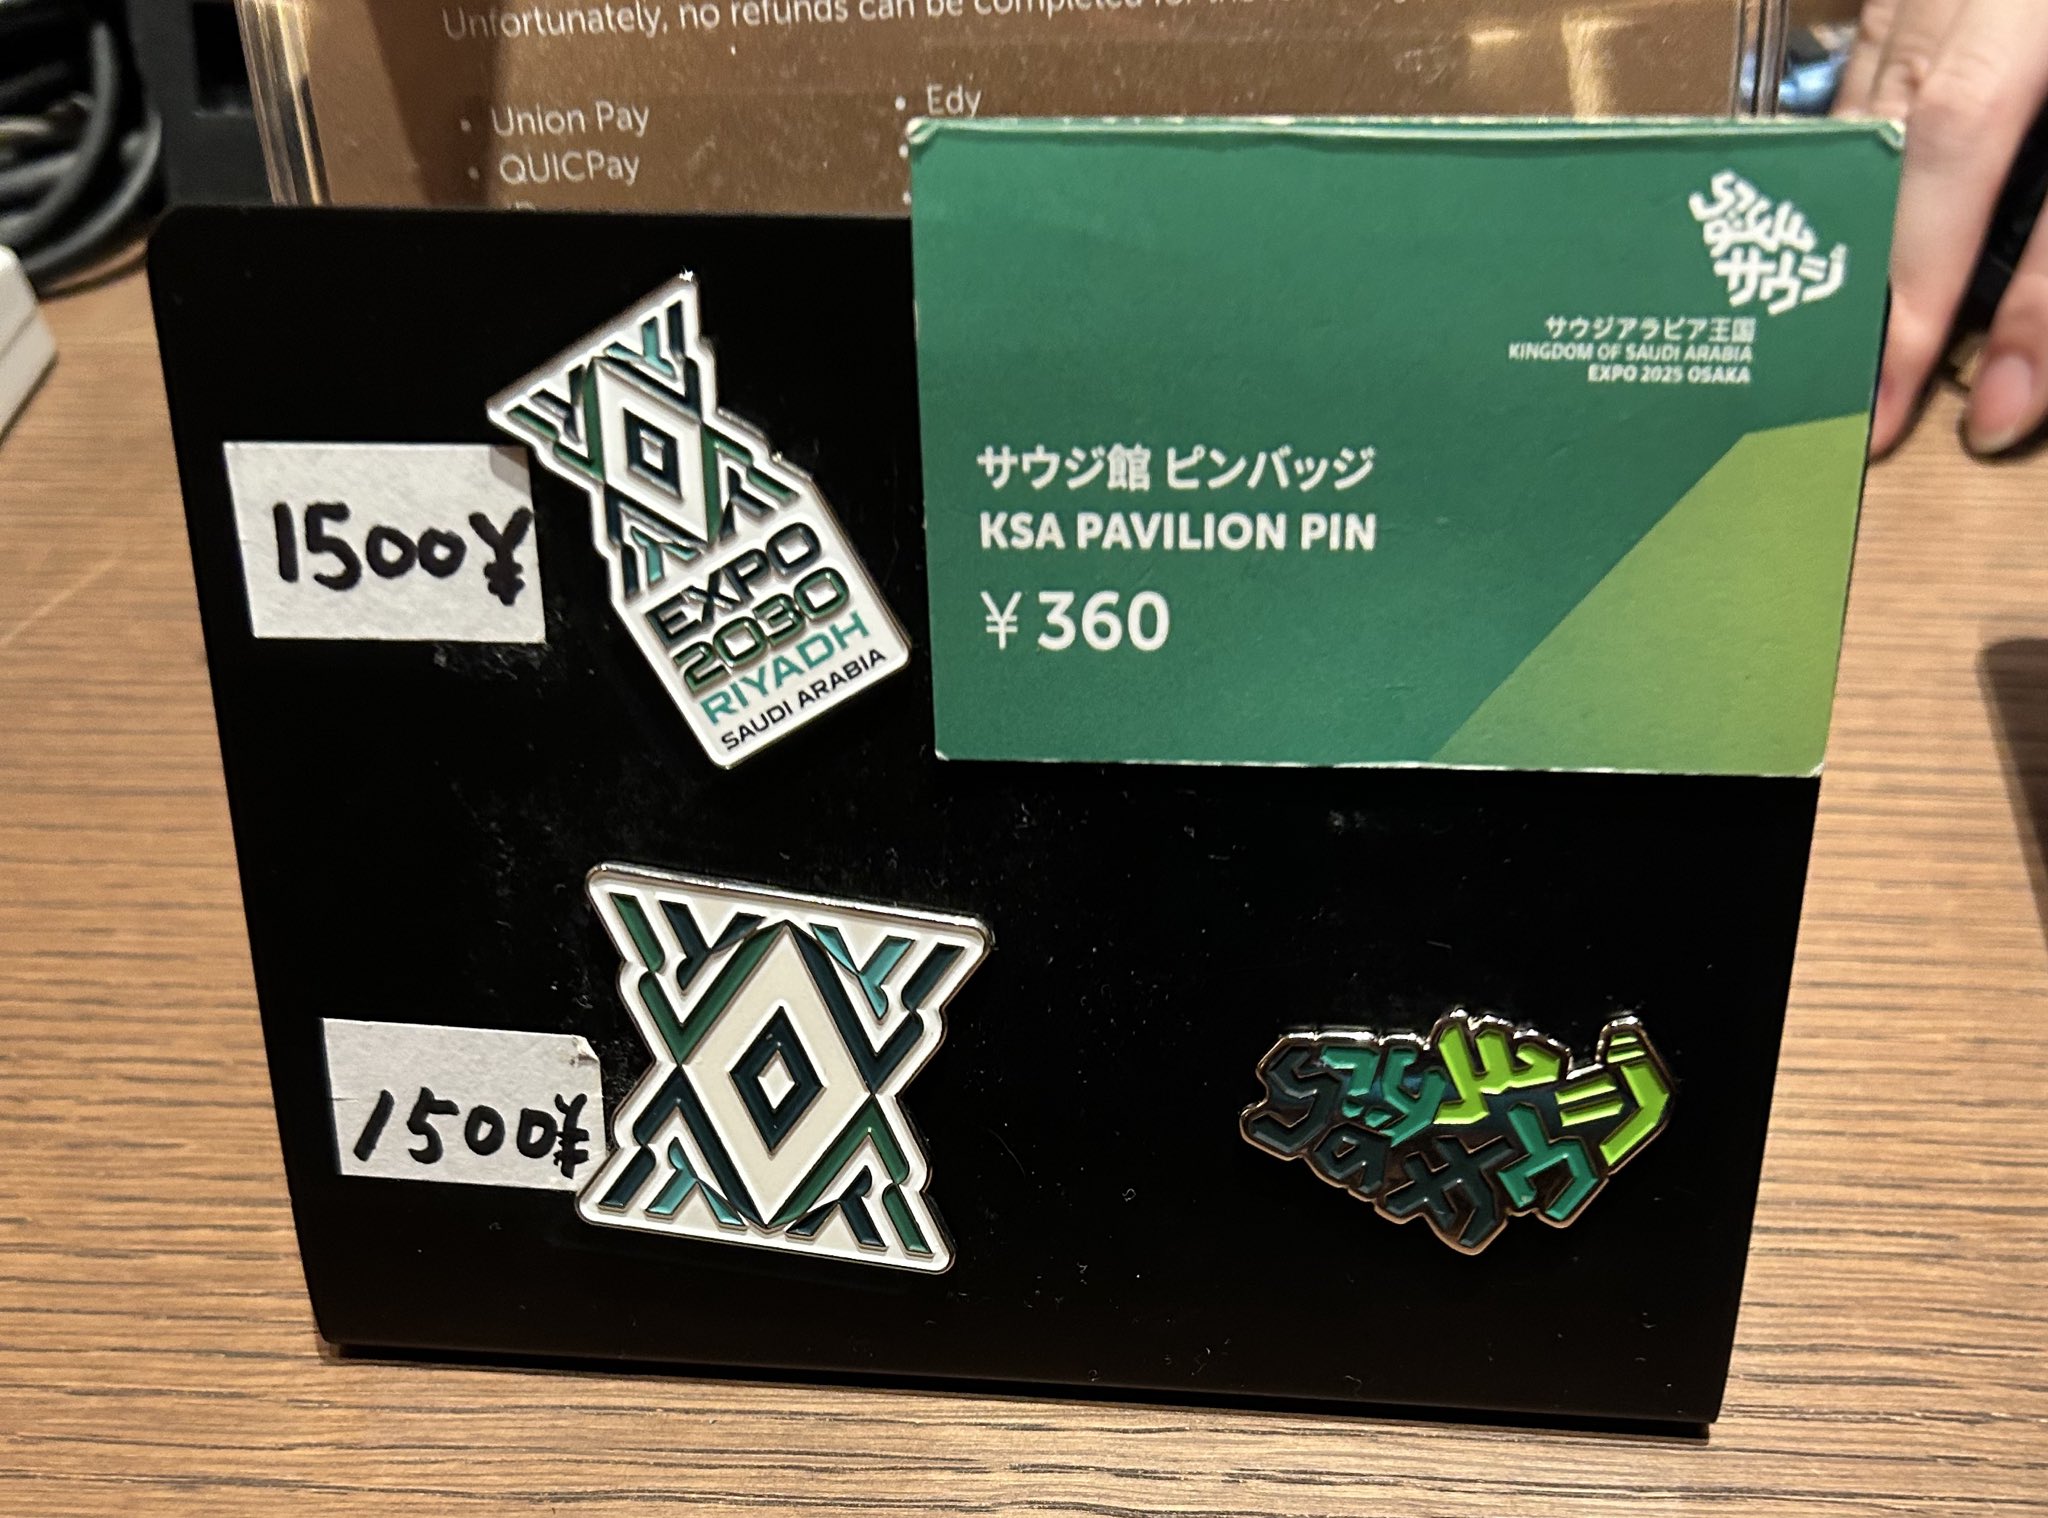 Unfortunately, no refunds can be completed for the
• Union Pay
• QUICPay
• Edy
サウジ
サウジアラビア王国
KINGDOM OF SAUDI ARABIA
EXPO 2025 OSAKA
サウジ館 ピンバッジ
KSA PAVILION PIN
¥ 360
1500¥
EXPO
2030
RIYADH
SAUDI ARABIA
1500¥